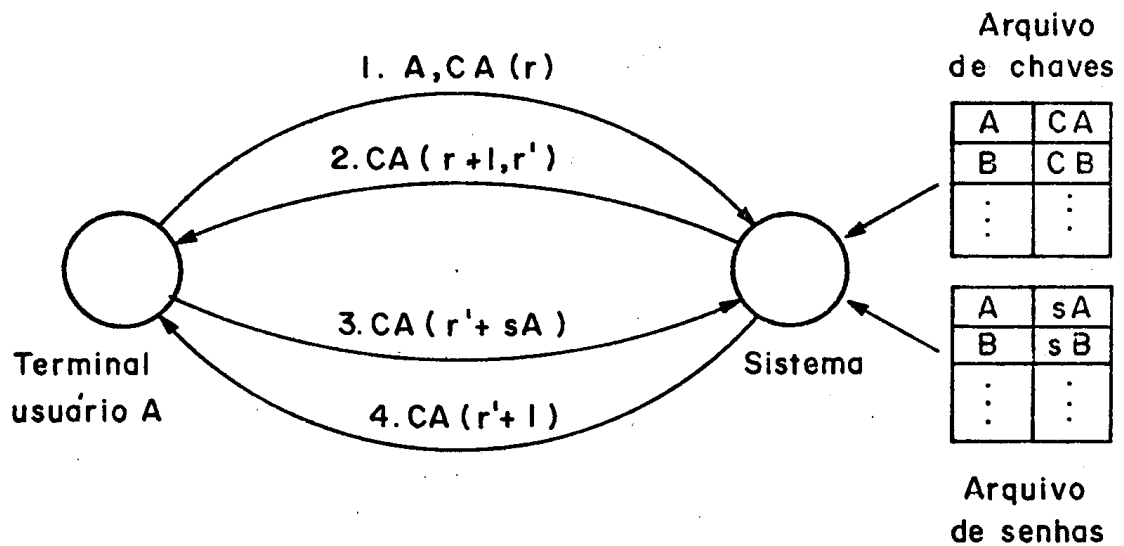 1. A, CA (r)
2. CA ( r +1, r' )
3. CA ( r' + sA )
4. CA ( r' + 1 )
Terminal
usuário A
Sistema
Arquivo
de chaves
A CA
B CB
⋮ ⋮
A sA
B sB
⋮ ⋮
Arquivo
de senhas